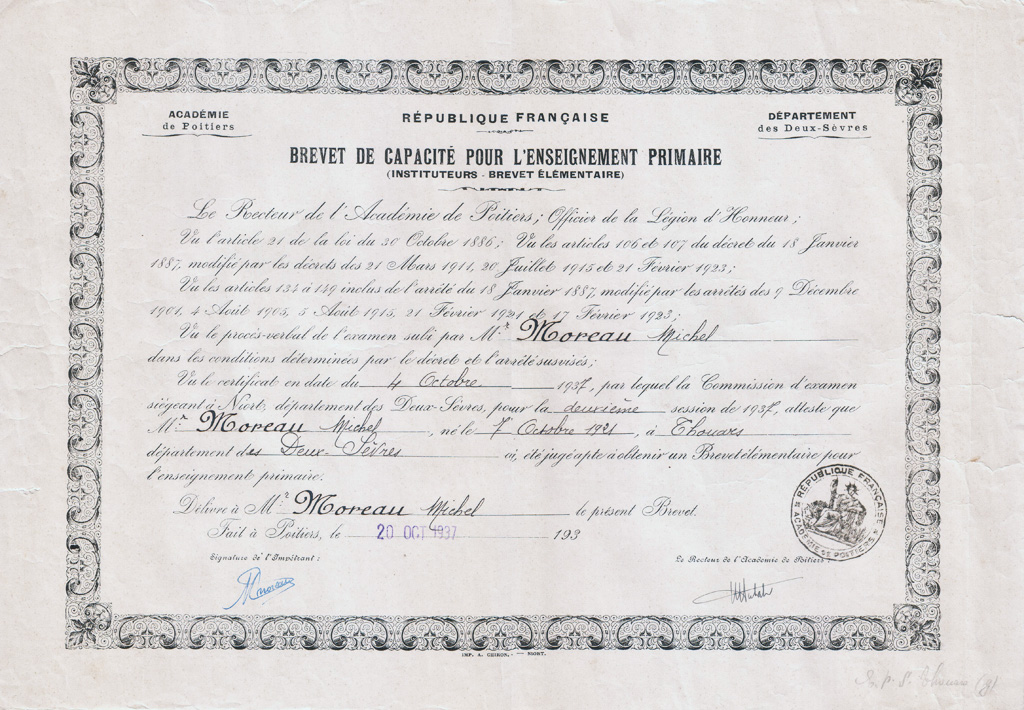 ACADÉMIE
de Poitiers
RÉPUBLIQUE FRANÇAISE
DÉPARTEMENT
des Deux-Sèvres
BREVET DE CAPACITÉ POUR L'ENSEIGNEMENT PRIMAIRE
(INSTITUTEURS - BREVET ÉLÉMENTAIRE)
Le Recteur de l'Académie de Poitiers; Officier de la Légion d'Honneur;
Vu l'article 21 de la loi du 30 Octobre 1886; Vu les articles 106 et 107 du décret du 18 Janvier
1887, modifié par les décrets des 21 Mars 1911, 20 Juillet 1915 et 21 Février 1923;
Vu les articles 134 à 149 inclus de l'arrêté du 18 Janvier 1887, modifié par les arrêtés des 9 Décembre
1901, 4 Août 1905, 5 Août 1915, 21 Février 1921 et 17 Février 1923;
Vu le procès-verbal de l'examen subi par Mr Moreau Michel
dans les conditions déterminées par le décret et l'arrêté susvisés;
Vu le certificat en date du 4 Octobre 1937, par lequel la Commission d'examen
siégeant à Niort, département des Deux-Sèvres, pour la deuxième session de 1937, atteste que
Mr Moreau Michel, né le 7 Octobre 1921, à Thouars
département des Deux-Sèvres a été jugé apte à obtenir un Brevet élémentaire pour
l'enseignement primaire.
Délivre à Mr Moreau Michel le présent Brevet.
Fait à Poitiers, le 20 OCT 1937 193
Signature de l'Impétrant :
Le Recteur de l'Académie de Poitiers :
RÉPUBLIQUE FRANÇAISE
ACADÉMIE DE POITIERS
IMP. A. CHIRON, - NIORT.